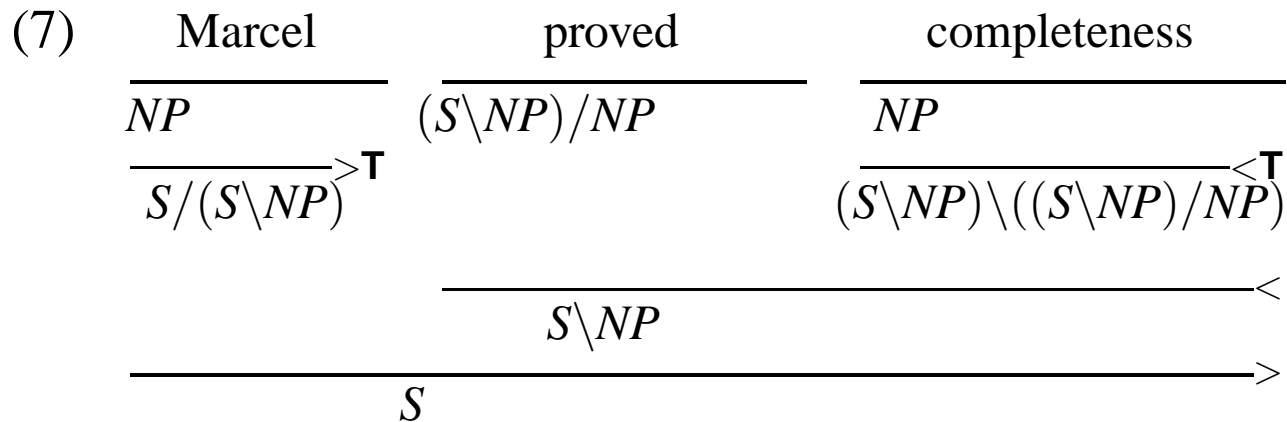 (7) Marcel proved completeness
NP (S\NP)/NP NP
>T <T
S/(S\NP) (S\NP)\((S\NP)/NP)
<
S\NP
>
S